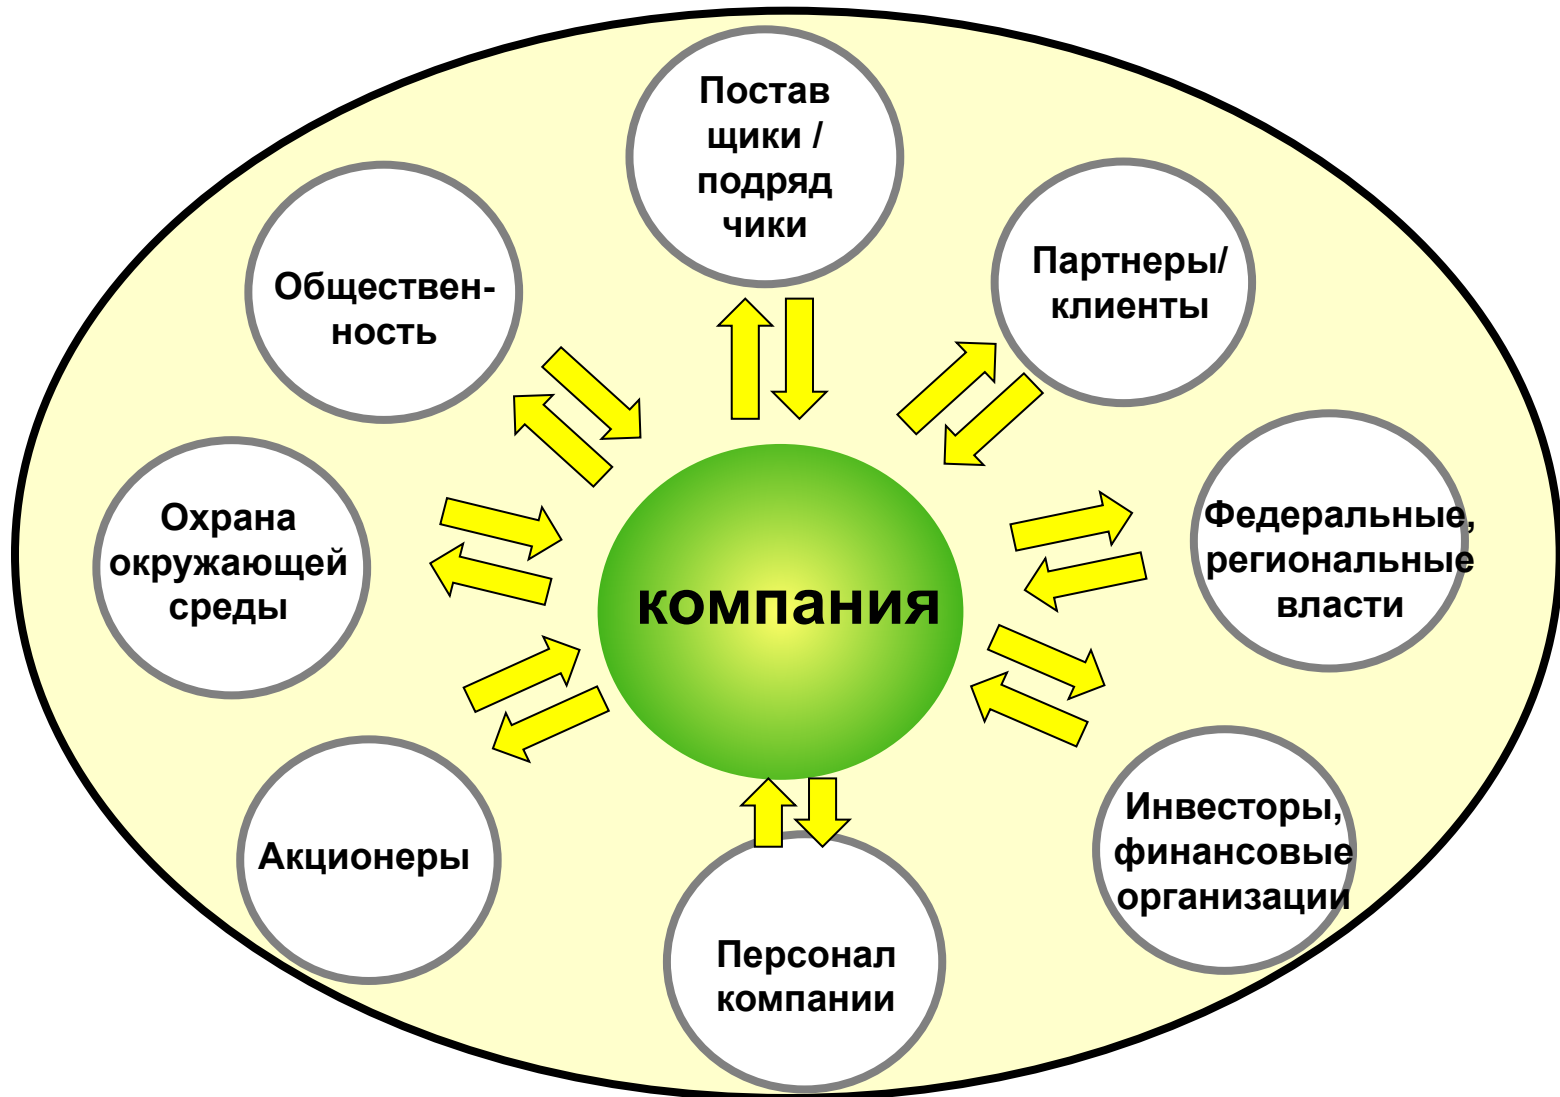 Постав
щики /
подряд
чики
Партнеры/
клиенты
Обществен-
ность
Федеральные,
региональные
власти
Охрана
окружающей
среды
компания
Инвесторы,
финансовые
организации
Акционеры
Персонал
компании